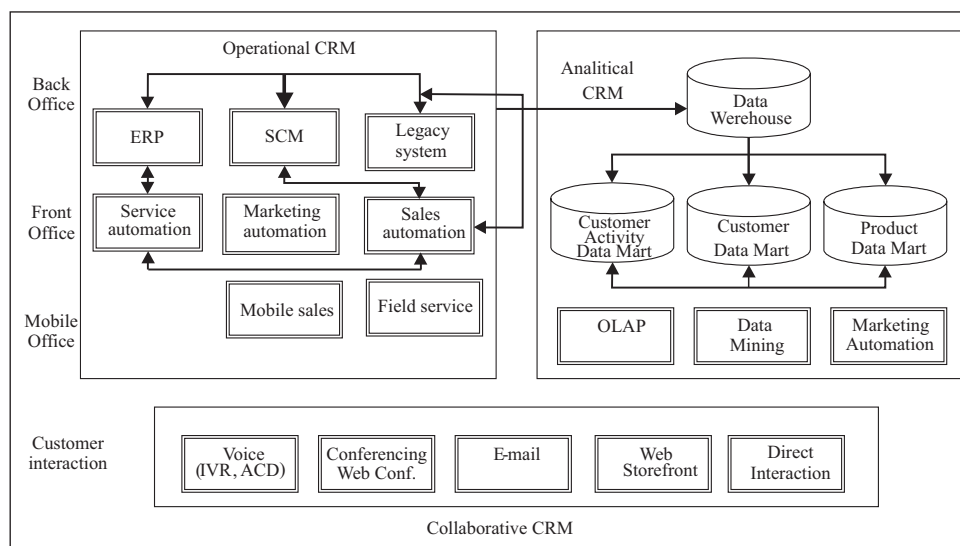 Operational CRM
Back
Office
ERP
SCM
Legacy
system
Front
Office
Service
automation
Marketing
automation
Sales
automation
Mobile
Office
Mobile sales
Field service
Analitical
CRM
Data
Werehouse
Customer
Activity
Data Mart
Customer
Data Mart
Product
Data Mart
OLAP
Data
Mining
Marketing
Automation
Customer
interaction
Voice
(IVR, ACD)
Conferencing
Web Conf.
E-mail
Web
Storefront
Direct
Interaction
Collaborative CRM